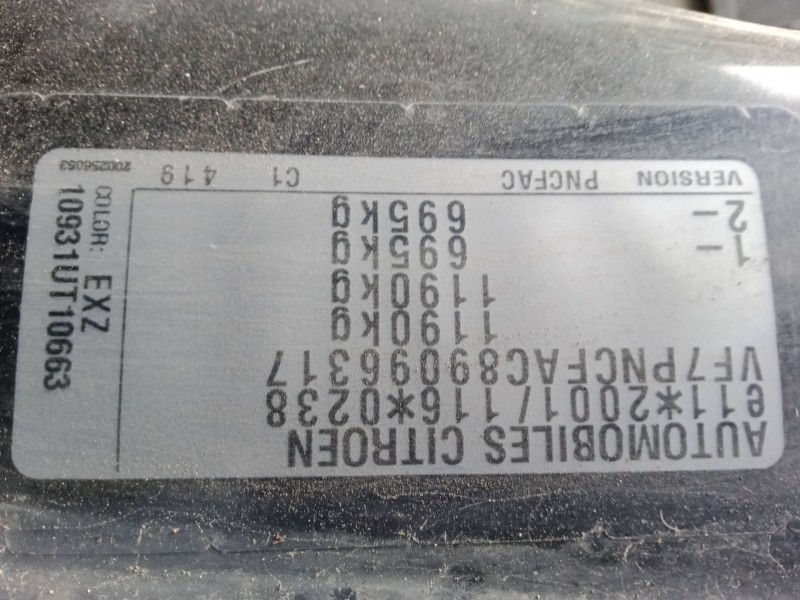 AUTOMOBILES CITROEN
e11*2001/116*0238
VF7PNCFAC89096317
1190kg
1190kg
1- 695kg
2- 695kg
VERSION PNCFAC C1 419
COLOR: EXZ
10931UT10663
2002560S3